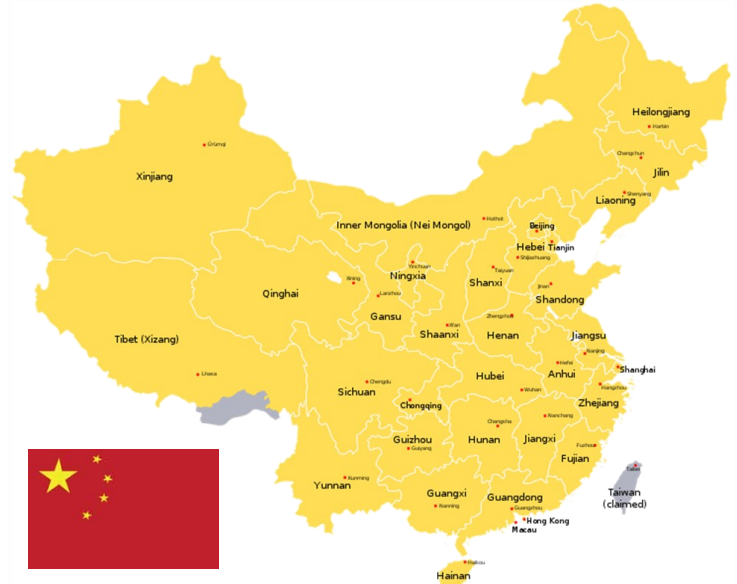 Heilongjiang
Harbin
Changchun
Jilin
Ürümqi
Xinjiang
Shenyang
Liaoning
Hohhot
Inner Mongolia (Nei Mongol)
Beijing
Hebei
Tianjin
Shijiazhuang
Yinchuan
Ningxia
Taiyuan
Shanxi
Xining
Jinan
Qinghai
Lanzhou
Shandong
Gansu
Zhengzhou
Xi'an
Shaanxi
Henan
Jiangsu
Tibet (Xizang)
Nanjing
Hefei
Anhui
Shanghai
Lhasa
Hubei
Chengdu
Sichuan
Wuhan
Hangzhou
Zhejiang
Chongqing
Nanchang
Changsha
Guizhou
Hunan
Jiangxi
Guiyang
Fuzhou
Fujian
Taibei
Kunming
Yunnan
Guangxi
Guangdong
Taiwan
(claimed)
Nanning
Guangzhou
Hong Kong
Macau
Haikou
Hainan